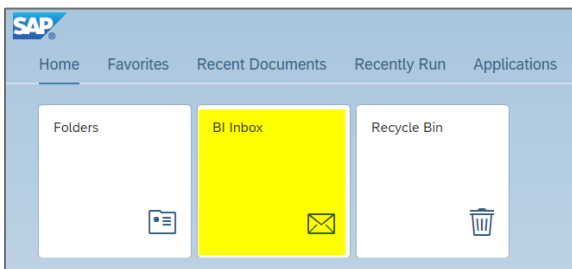 SAP
Home Favorites Recent Documents Recently Run Applications
Folders BI Inbox Recycle Bin